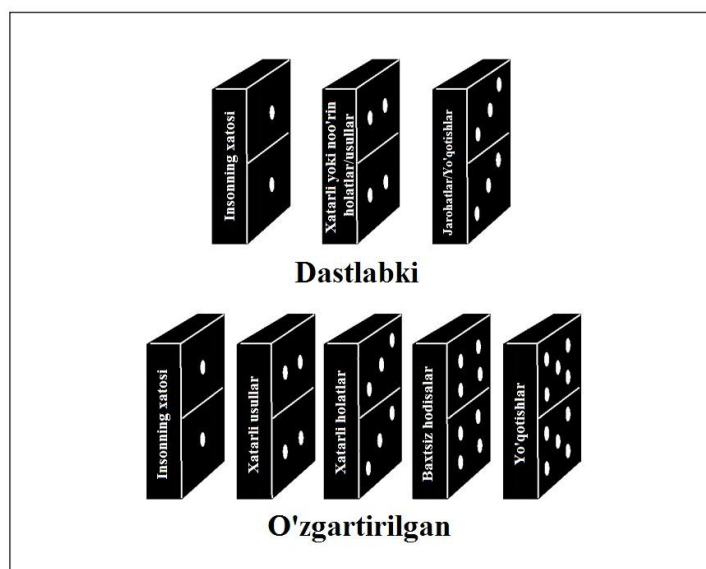 Insonning xatosi
Xatarli yoki noo'rin
holatlar/usullar
Jarohatlar/Yo'qotishlar
Dastlabki
Insonning xatosi
Xatarli usullar
Xatarli holatlar
Baxtsiz hodisalar
Yo'qotishlar
O'zgartirilgan